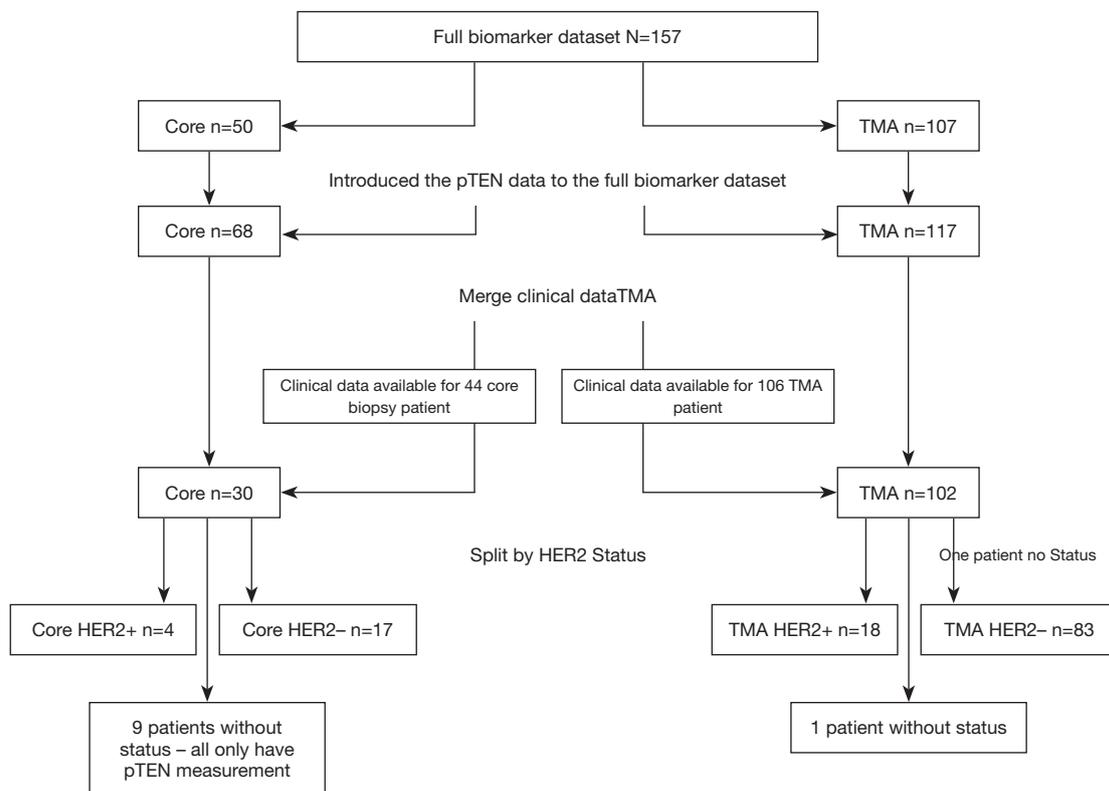 Full biomarker dataset N=157
Core n=50
TMA n=107
Introduced the pTEN data to the full biomarker dataset
Core n=68
TMA n=117
Merge clinical dataTMA
Clinical data available for 44 core
biopsy patient
Clinical data available for 106 TMA
patient
Core n=30
TMA n=102
Split by HER2 Status
One patient no Status
Core HER2+ n=4
Core HER2– n=17
TMA HER2+ n=18
TMA HER2– n=83
9 patients without
status – all only have
pTEN measurement
1 patient without status